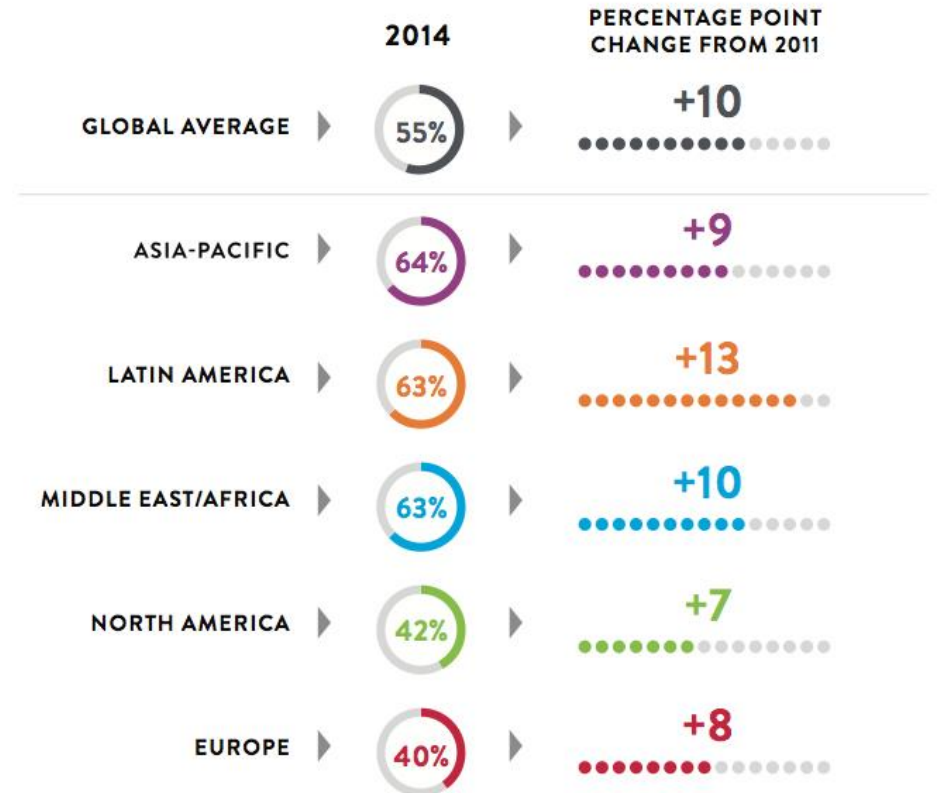 2014
PERCENTAGE POINT
CHANGE FROM 2011
GLOBAL AVERAGE
55%
+10
ASIA-PACIFIC
64%
+9
LATIN AMERICA
63%
+13
MIDDLE EAST/AFRICA
63%
+10
NORTH AMERICA
42%
+7
EUROPE
40%
+8